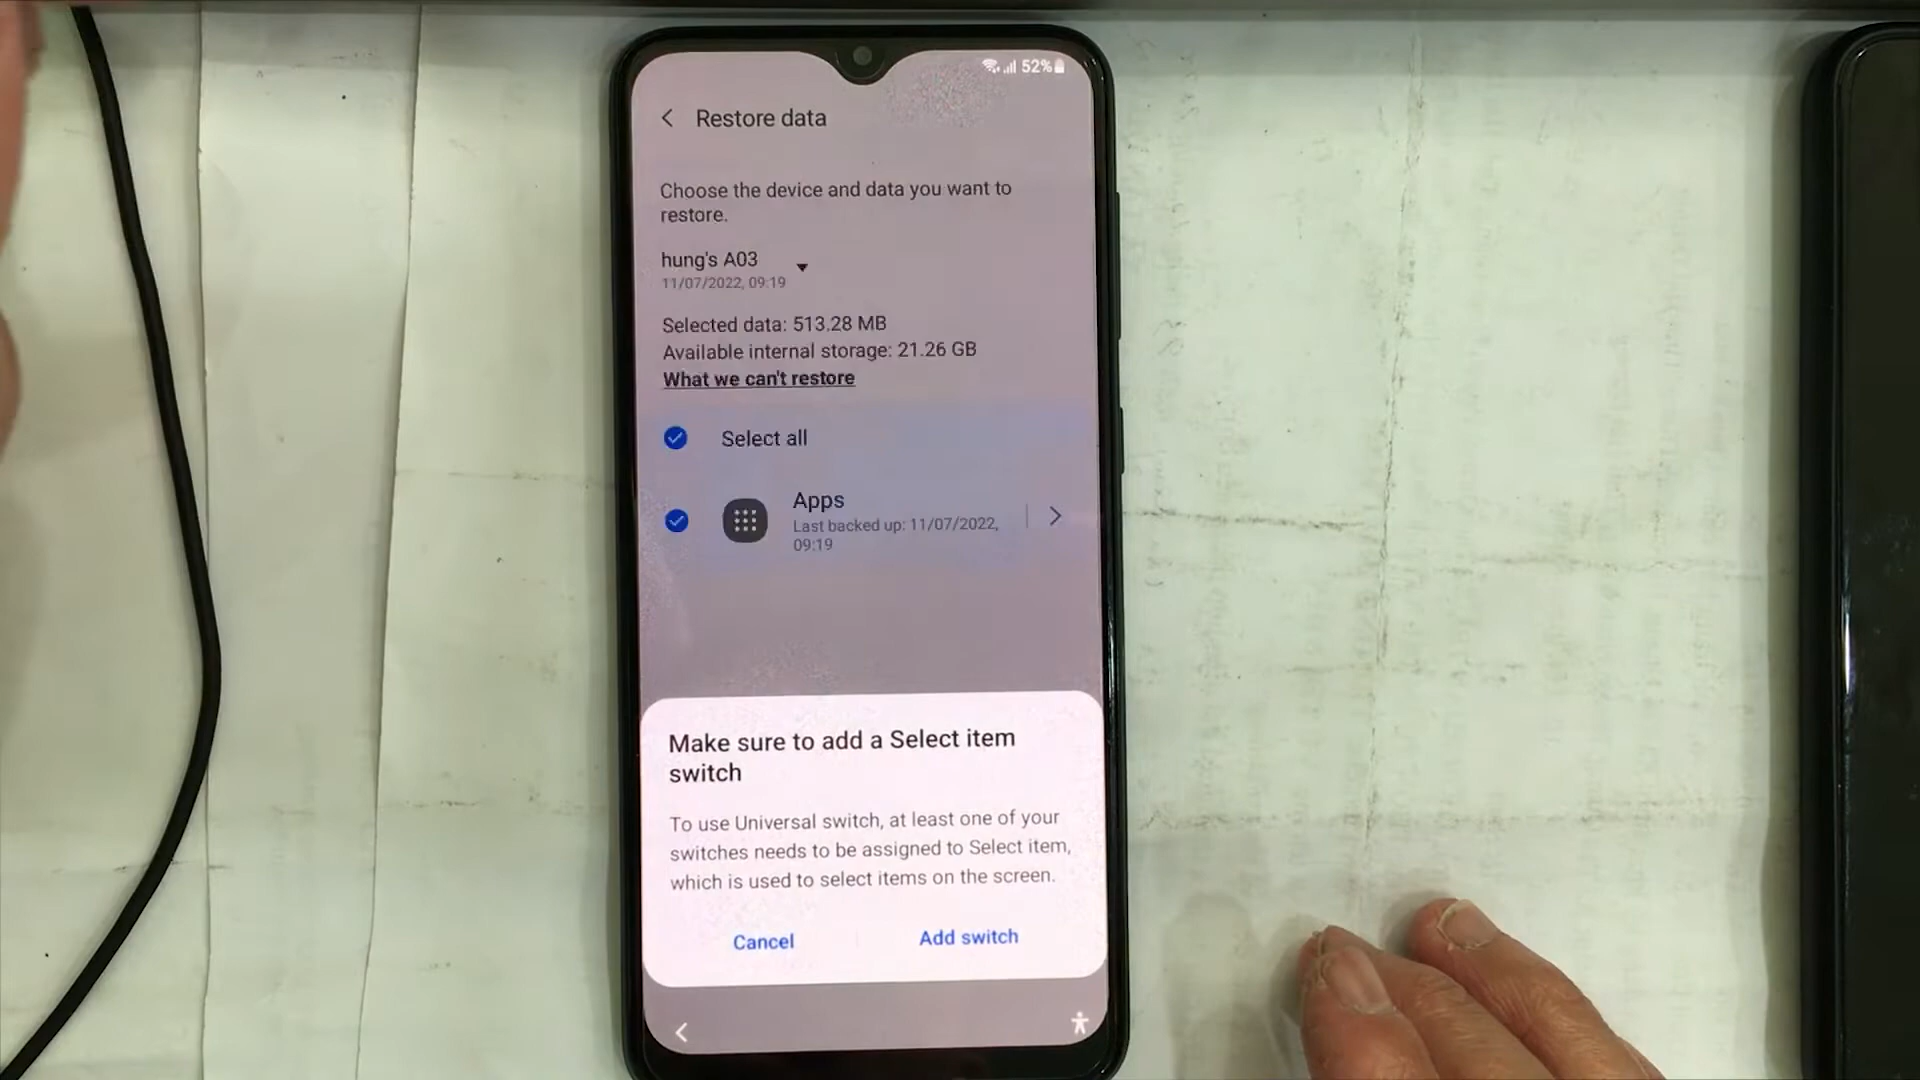 52%
Restore data
Choose the device and data you want to
restore.
hung's A03
11/07/2022, 09:19
Selected data: 513.28 MB
Available internal storage: 21.26 GB
What we can't restore
Select all
Apps
Last backed up: 11/07/2022,
09:19
Make sure to add a Select item
switch
To use Universal switch, at least one of your
switches needs to be assigned to Select item,
which is used to select items on the screen.
Cancel
Add switch